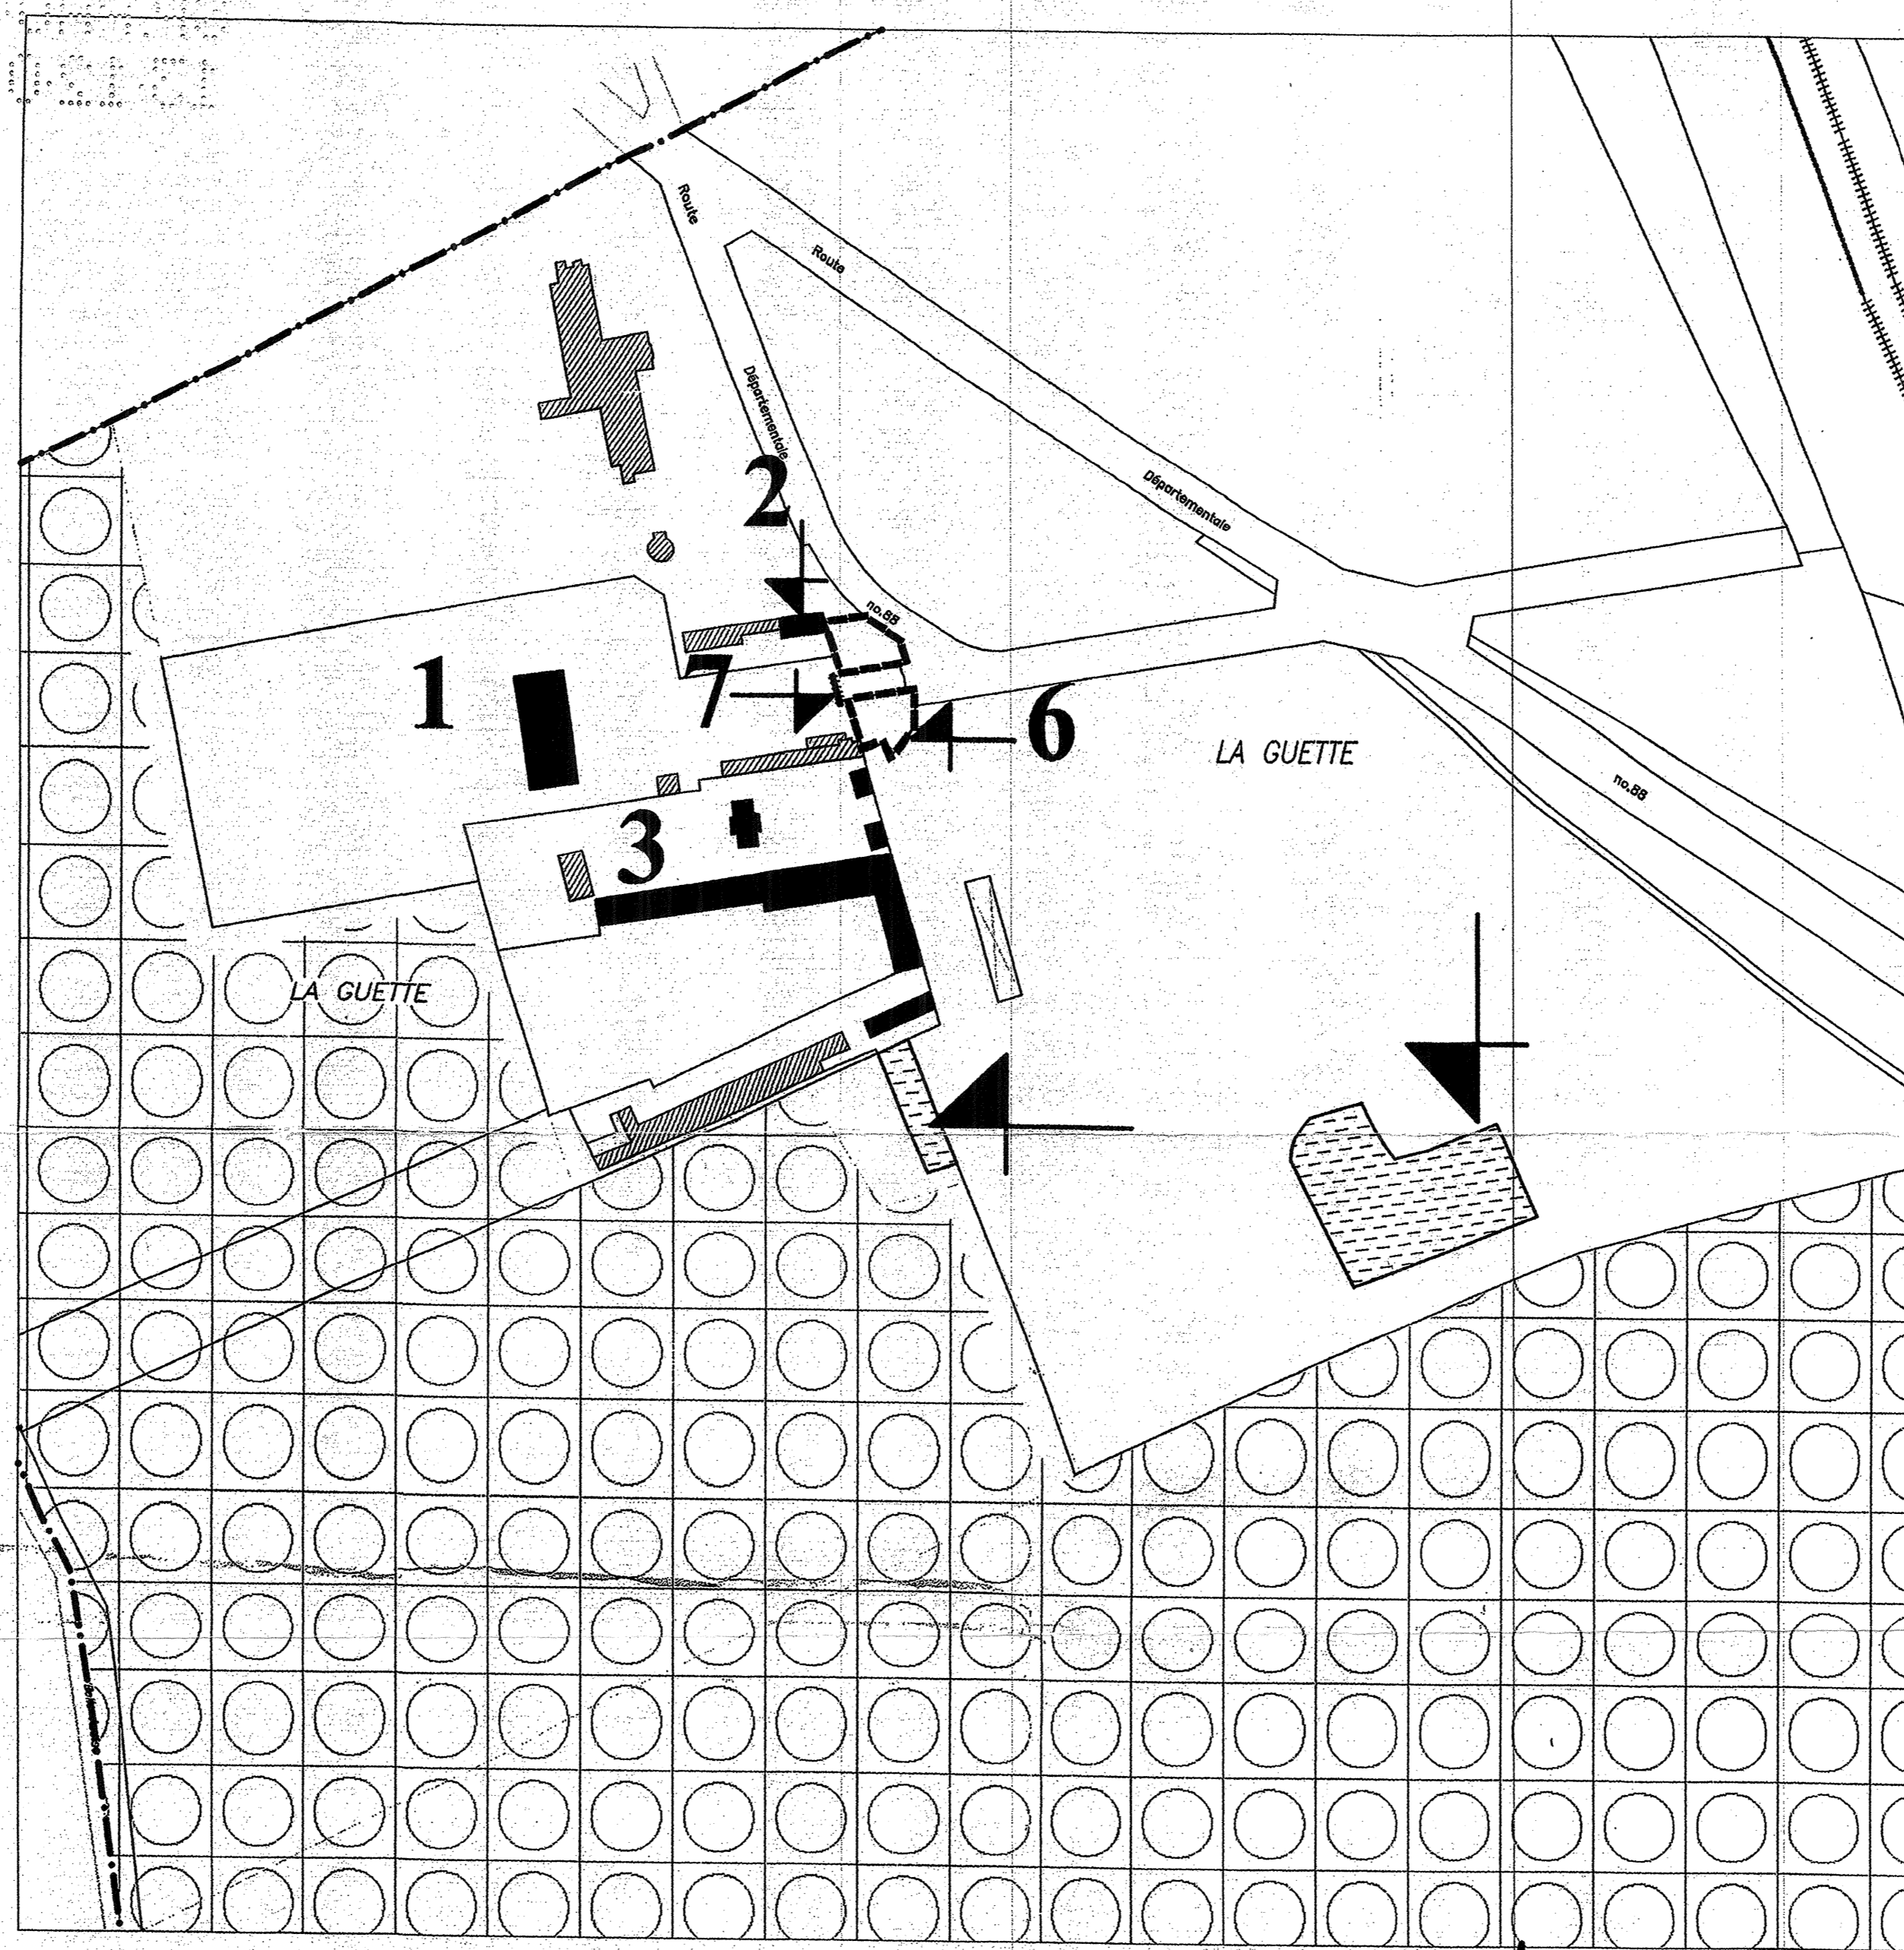 Route
Route
Départementale
Départementale
2
no.88
1
7
6
LA GUETTE
no.88
3
LA GUETTE